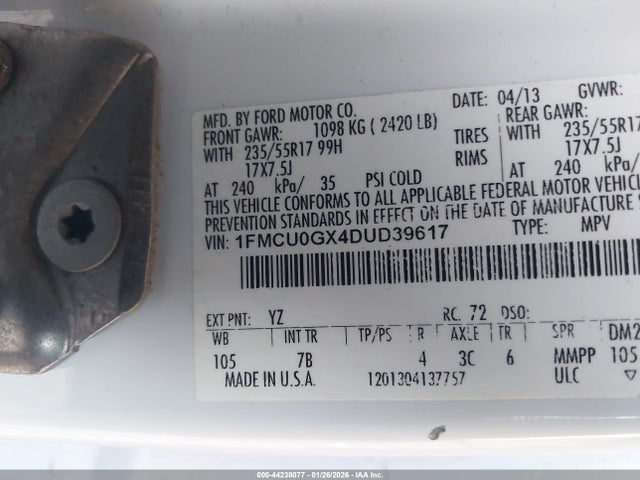 MFD. BY FORD MOTOR CO. DATE: 04/13 GVWR:
FRONT GAWR: 1098 KG ( 2420 LB) REAR GAWR:
WITH 235/55R17 99H TIRES WITH 235/55R17
17X7.5J RIMS 17X7.5J
AT 240 kPa/ 35 PSI COLD AT 240 kPa/
THIS VEHICLE CONFORMS TO ALL APPLICABLE FEDERAL MOTOR VEHICLE
PREVENTION STANDARDS IN EFFECT ON THE DATE OF MANUFACTURE
VIN: 1FMCU0GX4DUD39617 TYPE: MPV
EXT PNT: YZ RC: 72 DSO:
WB INT TR TP/PS R AXLE TR SPR DM2
105 7B 4 3C 6 MMPP 105
MADE IN U.S.A. 1201304137757 ULC
000-44238077 - 01/26/2026 - IAA Inc.